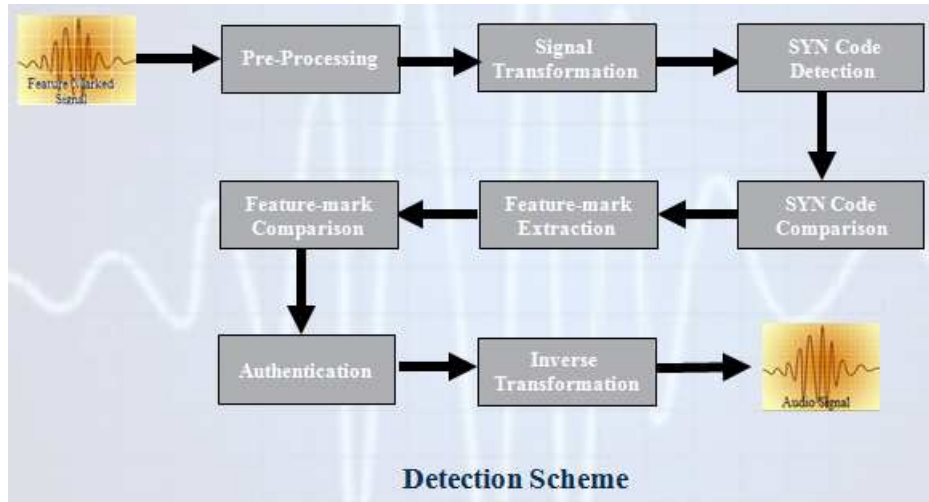 Feature Marked
Signal
Pre-Processing
Signal
Transformation
SYN Code
Detection
SYN Code
Comparison
Feature-mark
Extraction
Feature-mark
Comparison
Authentication
Inverse
Transformation
Audio Signal
Detection Scheme